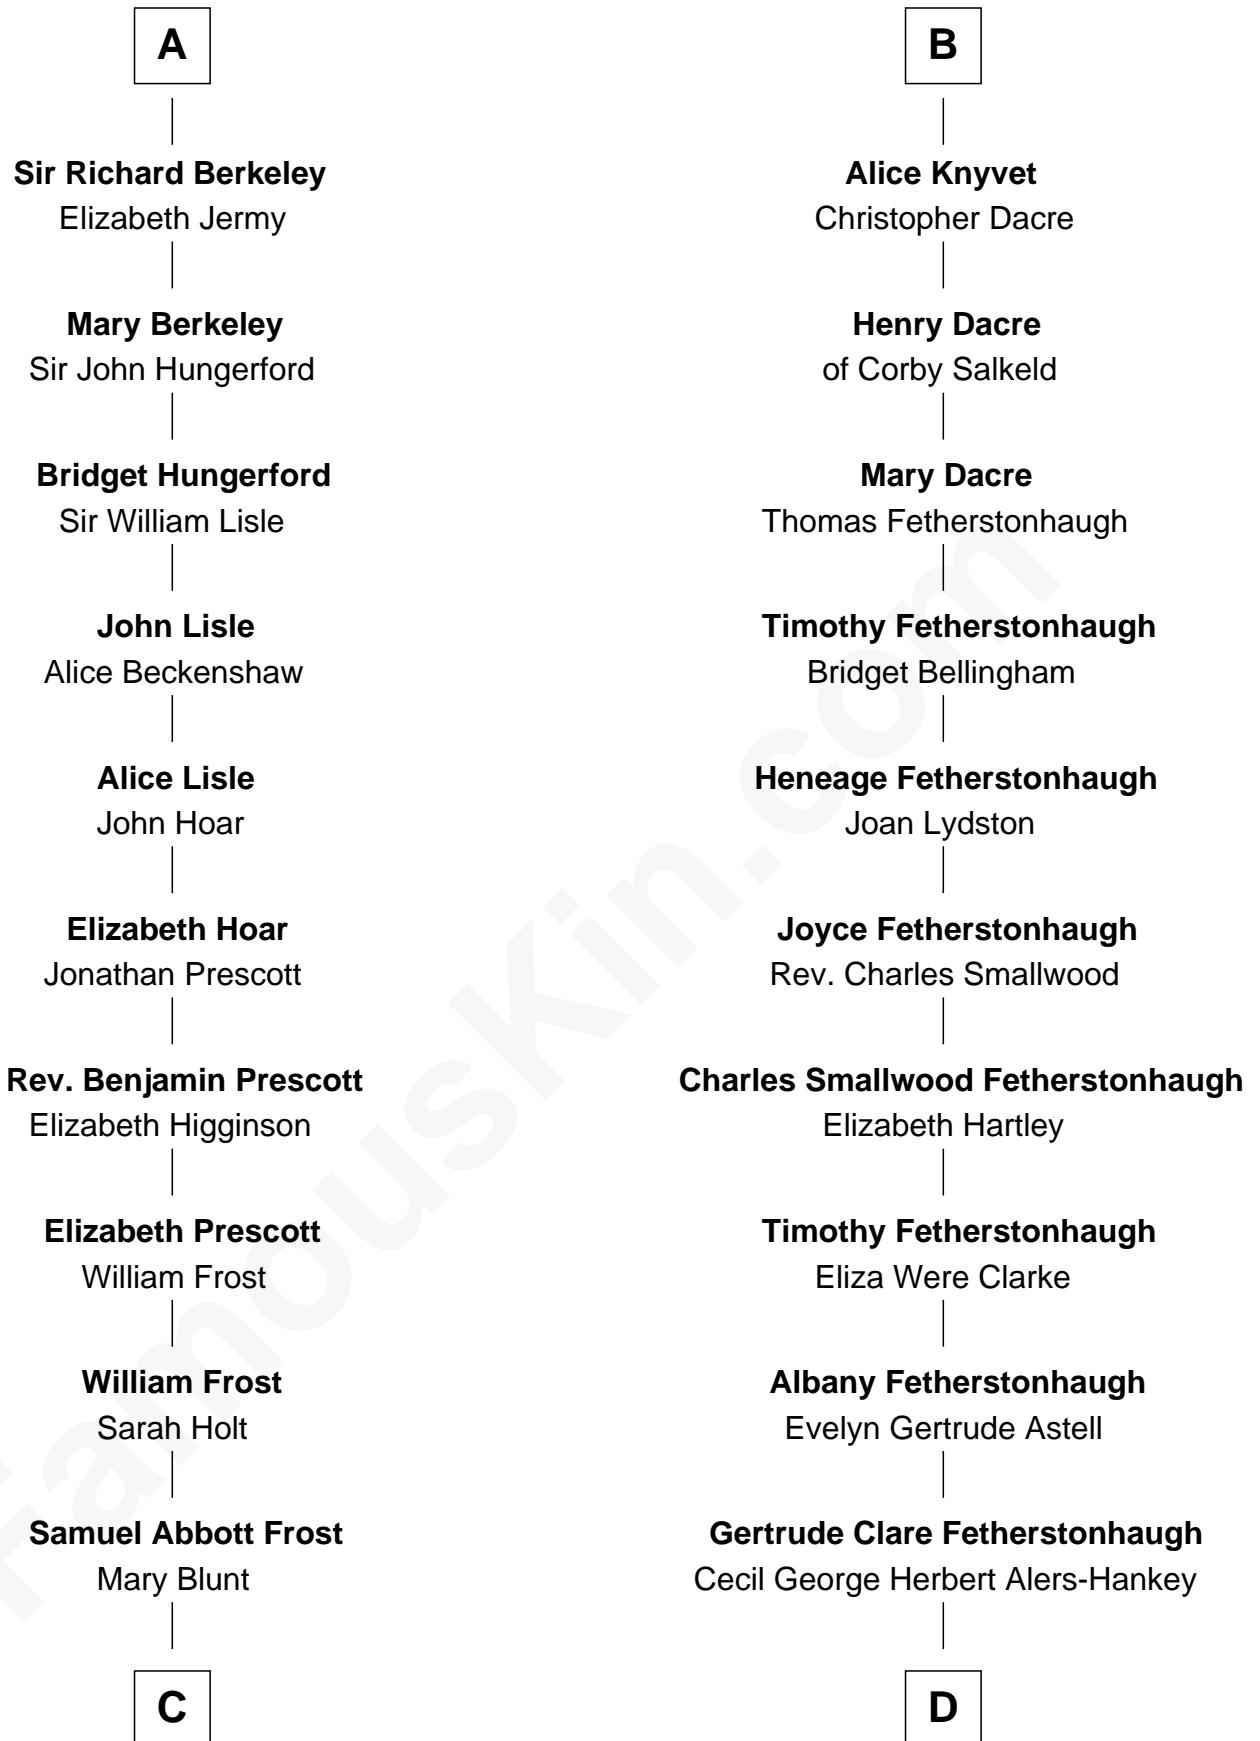 A
Sir Richard Berkeley
Elizabeth Jermy
Mary Berkeley
Sir John Hungerford
Bridget Hungerford
Sir William Lisle
John Lisle
Alice Beckenshaw
Alice Lisle
John Hoar
Elizabeth Hoar
Jonathan Prescott
Rev. Benjamin Prescott
Elizabeth Higginson
Elizabeth Prescott
William Frost
William Frost
Sarah Holt
Samuel Abbott Frost
Mary Blunt
C
B
Alice Knyvet
Christopher Dacre
Henry Dacre
of Corby Salkeld
Mary Dacre
Thomas Fetherstonhaugh
Timothy Fetherstonhaugh
Bridget Bellingham
Heneage Fetherstonhaugh
Joan Lydston
Joyce Fetherstonhaugh
Rev. Charles Smallwood
Charles Smallwood Fetherstonhaugh
Elizabeth Hartley
Timothy Fetherstonhaugh
Eliza Were Clarke
Albany Fetherstonhaugh
Evelyn Gertrude Astell
Gertrude Clare Fetherstonhaugh
Cecil George Herbert Alers-Hankey
D
FamousKin.com